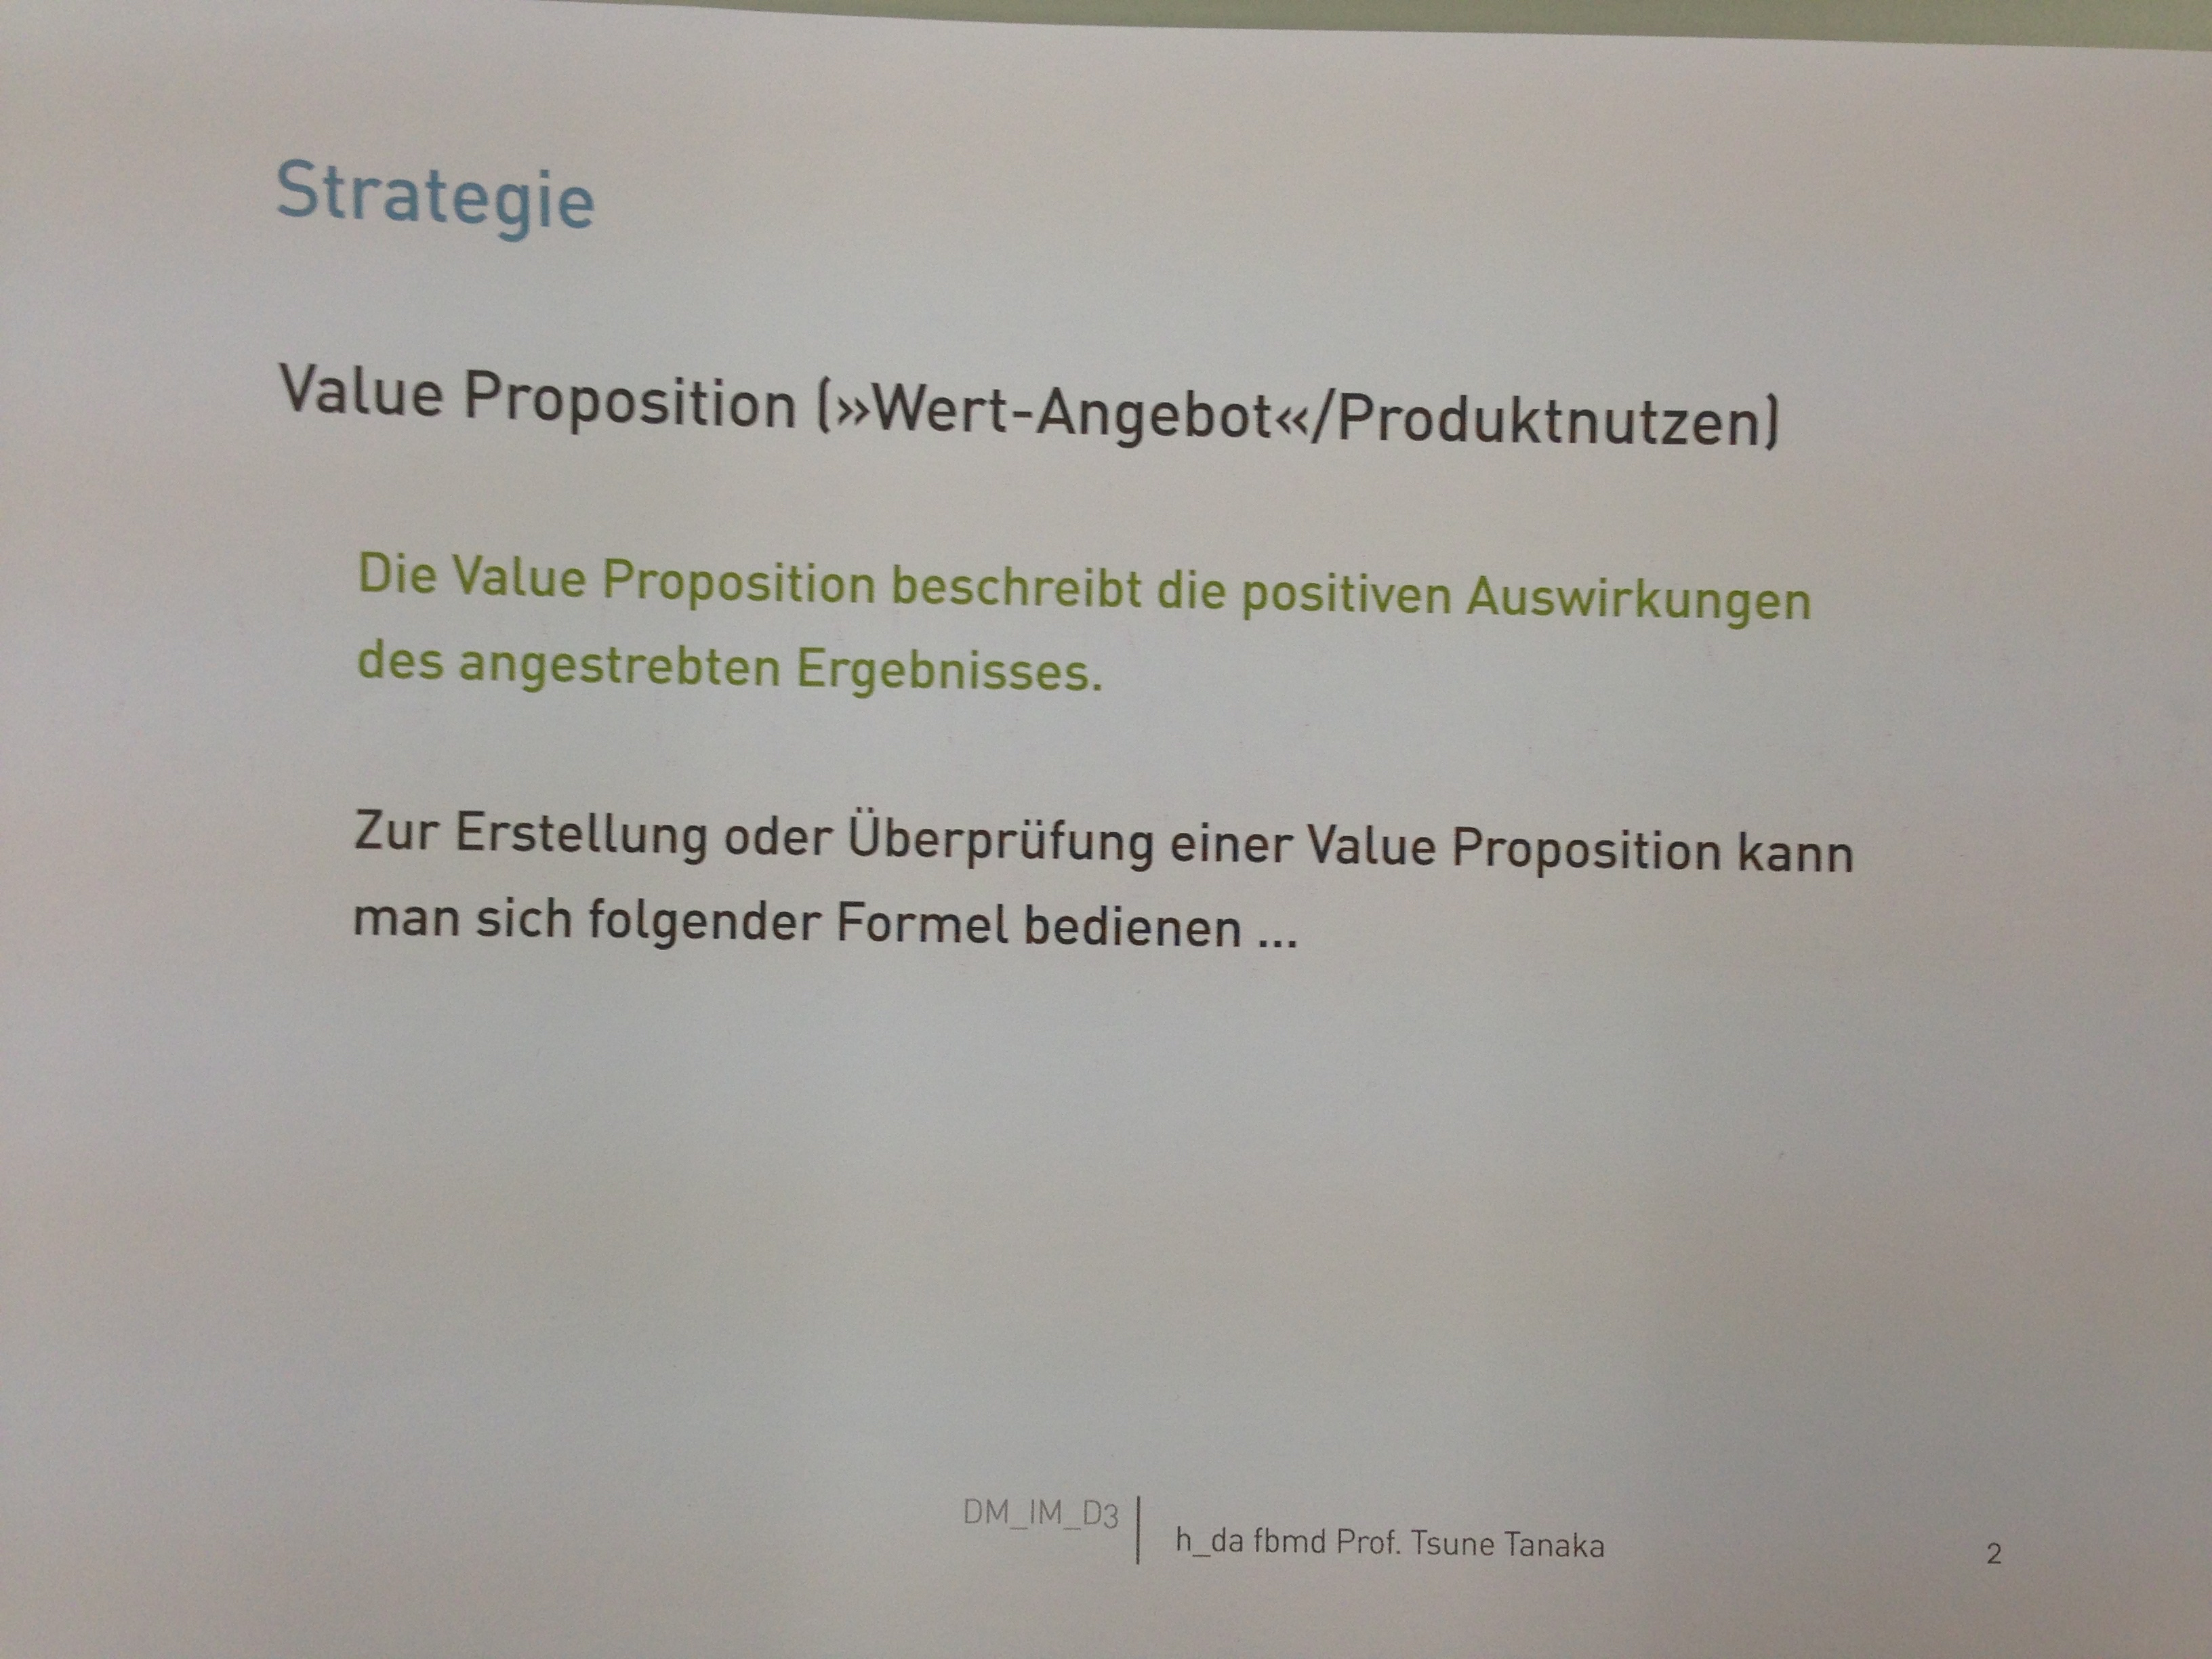 Strategie
Value Proposition (»Wert-Angebot«/Produktnutzen)
Die Value Proposition beschreibt die positiven Auswirkungen
des angestrebten Ergebnisses.
Zur Erstellung oder Überprüfung einer Value Proposition kann
man sich folgender Formel bedienen ...
DM_IM_D3
h_da fbmd Prof. Tsune Tanaka
2